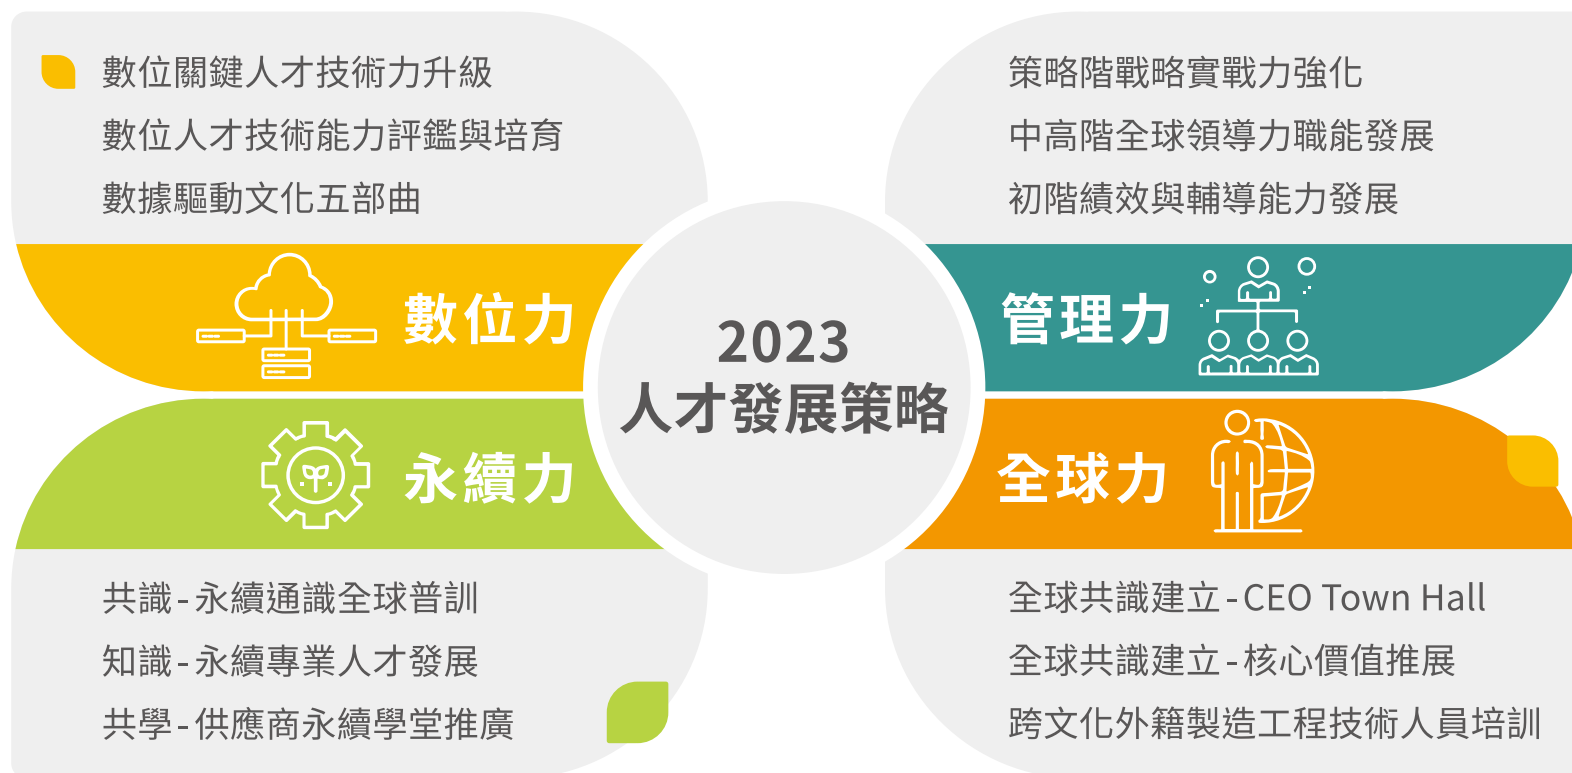 數位關鍵人才技術力升級
數位人才技術能力評鑑與培育
數據驅動文化五部曲
數位力
策略階戰略實戰力強化
中高階全球領導力職能發展
初階績效與輔導能力發展
管理力
2023
人才發展策略
永續力
共識-永續通識全球普訓
知識-永續專業人才發展
共學-供應商永續學堂推廣
全球力
全球共識建立-CEO Town Hall
全球共識建立-核心價值推展
跨文化外籍製造工程技術人員培訓